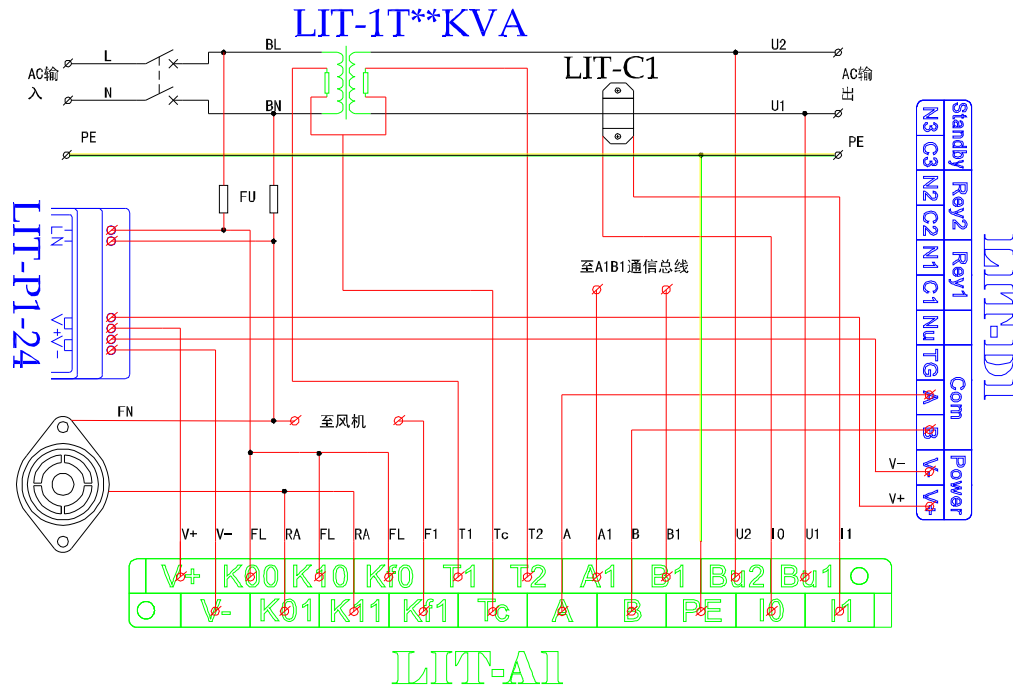 LIT-1T**KVA
L
BL
U2
AC输
入
LIT-C1
AC输
出
N
BN
U1
PE
PE
FU
LIT-P1-24
LN
V+V-
至A1B1通信总线
FN
至风机
Standby
Rey2
Rey1
Com
Power
N3
C3
N2
C2
N1
C1
Nu
TG
A
B
V-
V+
LIT-D1
V-
V+
V+
V-
FL
RA
FL
RA
FL
F1
T1
Tc
T2
A
A1
B
B1
U2
I0
U1
I1
V+
K00
K10
Kf0
T1
T2
A1
B1
Bu2
Bu1
V-
K01
K11
Kf1
Tc
A
B
PE
I0
I1
LIT-A1